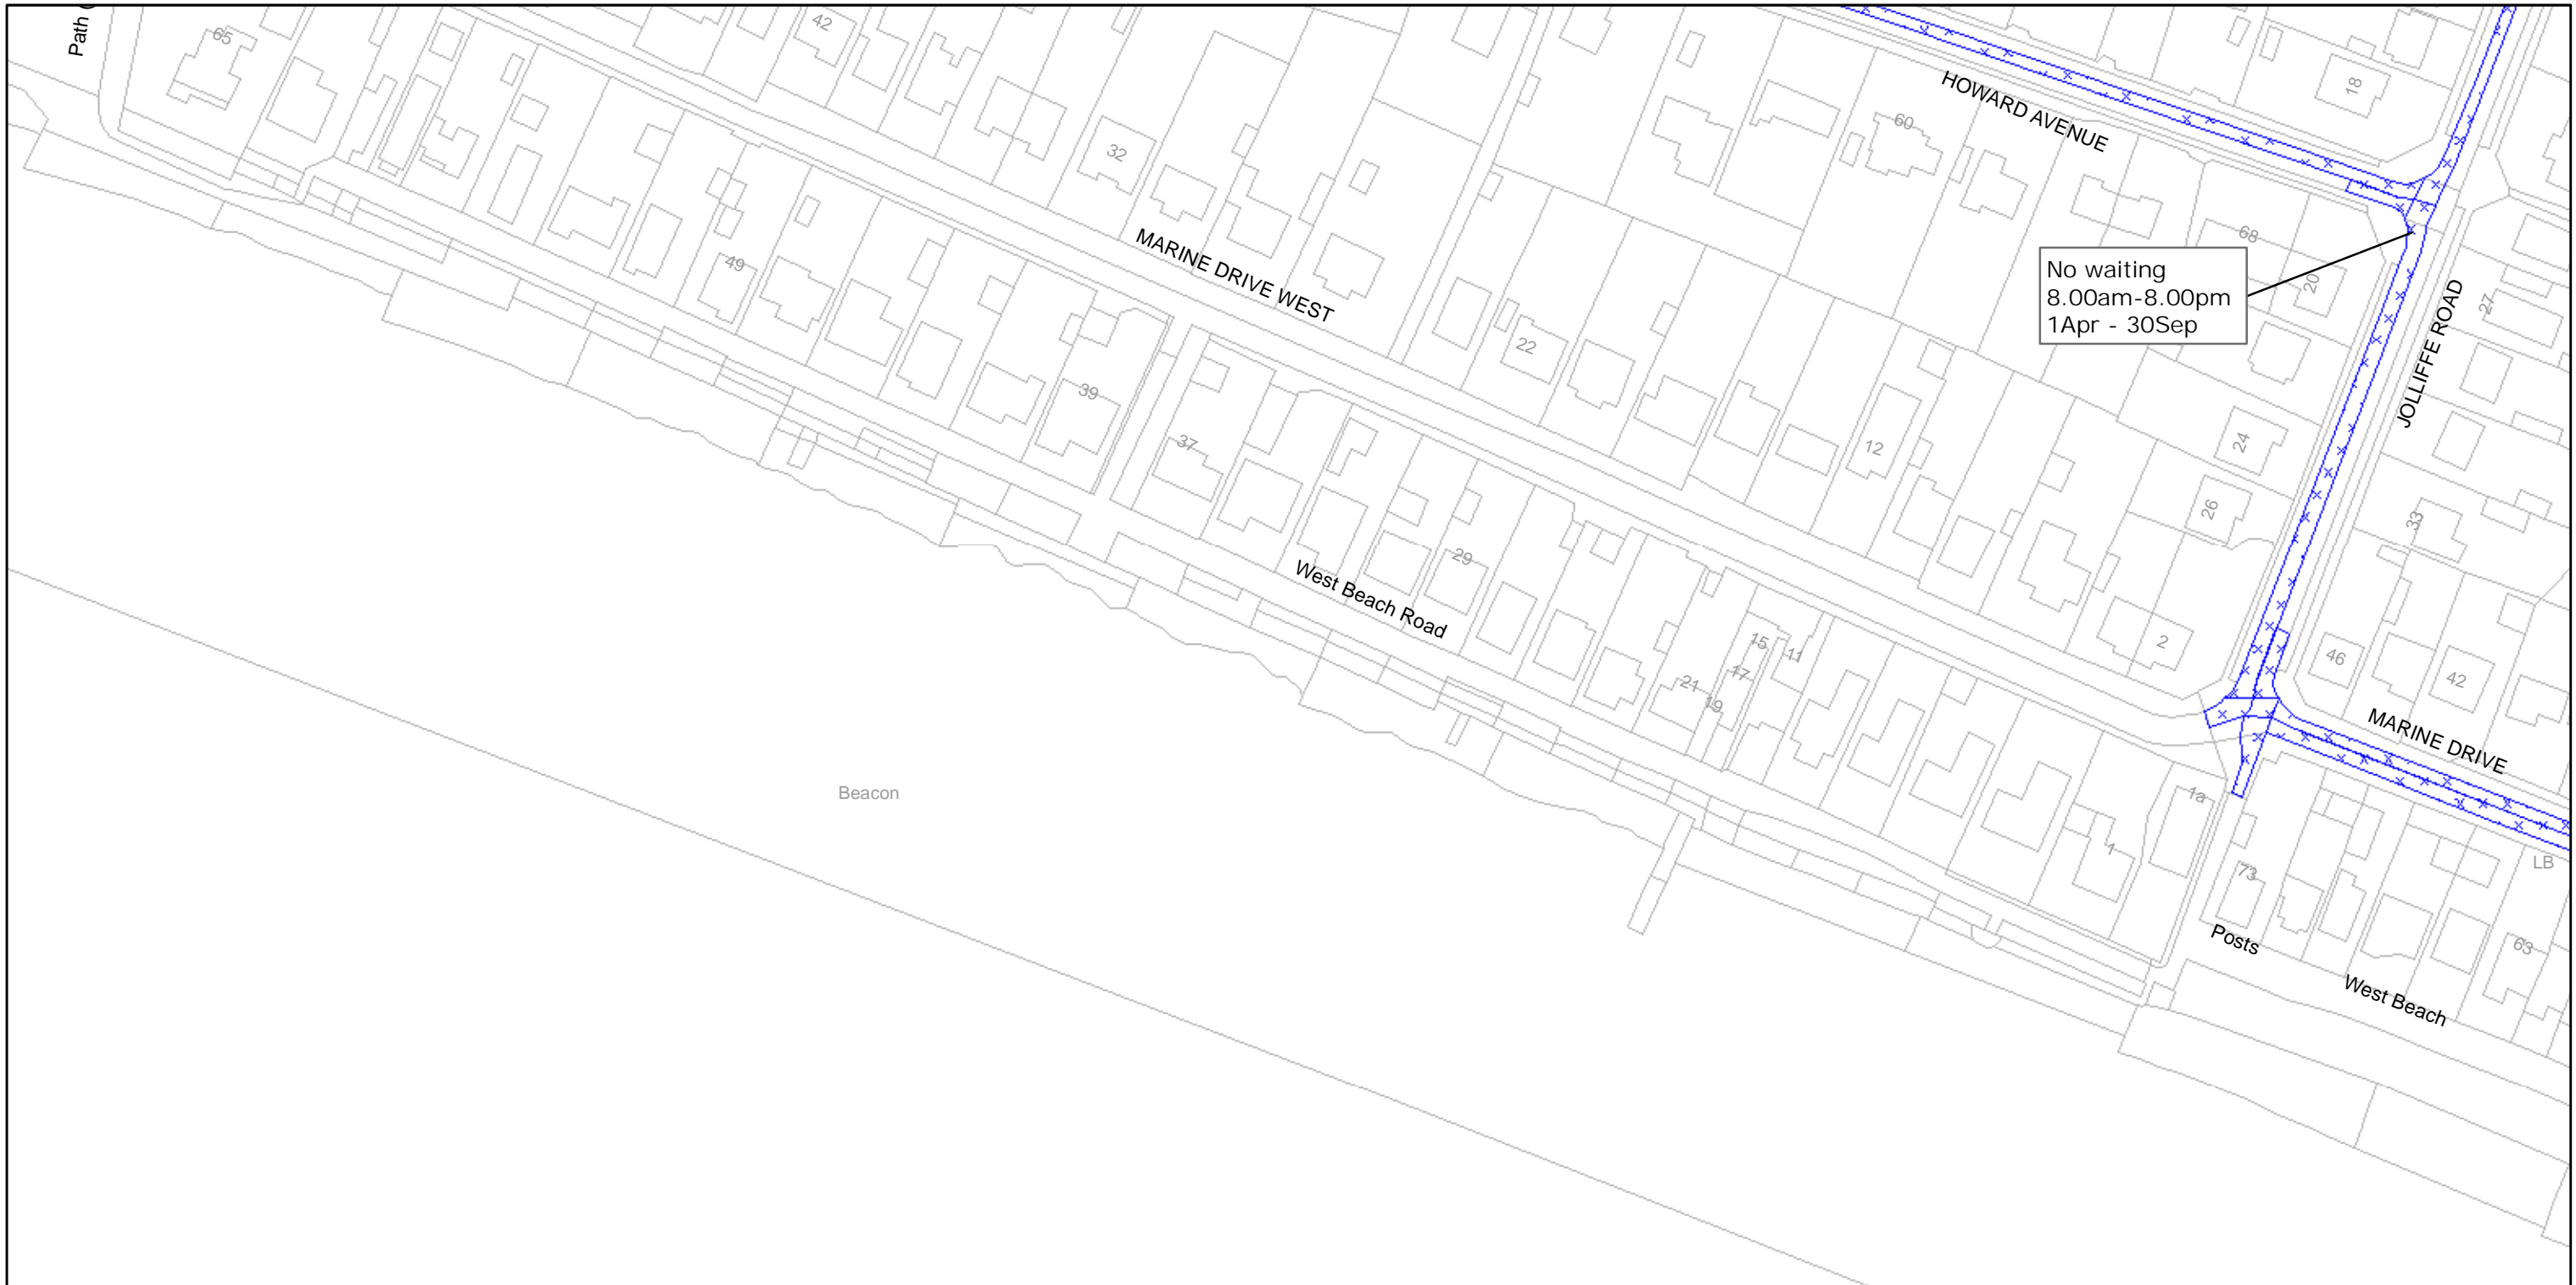 Path (
65
42
32
HOWARD AVENUE
60
18
MARINE DRIVE WEST
49
68
20
No waiting
8.00am-8.00pm
1Apr - 30Sep
JOLLIFFE ROAD
27
22
39
37
12
24
26
33
29
West Beach Road
15
11
17
21
19
2
46
42
MARINE DRIVE
Beacon
1a
1
73
LB
Posts
63
West Beach